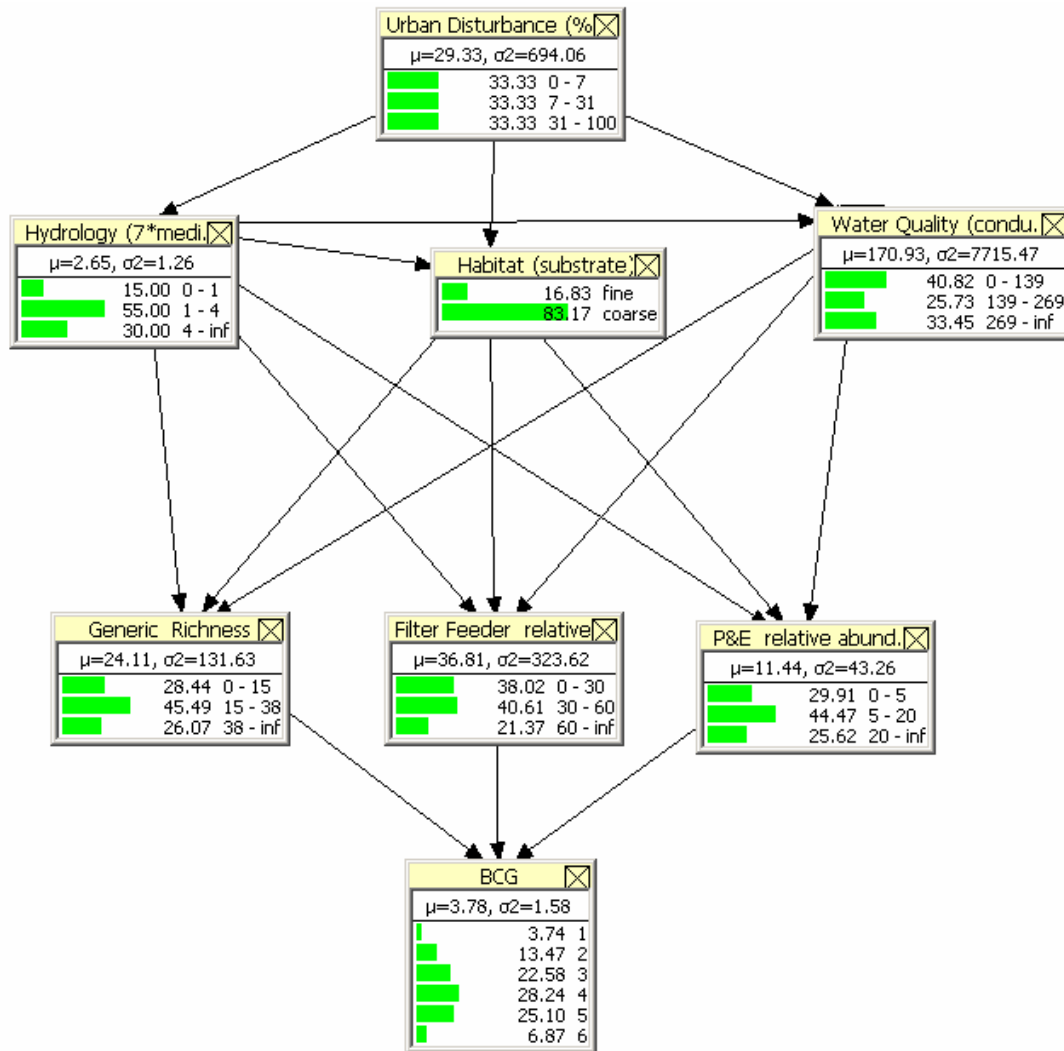 Urban Disturbance (%
μ=29.33, σ2=694.06
33.33 0 - 7
33.33 7 - 31
33.33 31 - 100
Hydrology (7*medi.
μ=2.65, σ2=1.26
15.00 0 - 1
55.00 1 - 4
30.00 4 - inf
Habitat (substrate)
16.83 fine
83.17 coarse
Water Quality (condu.
μ=170.93, σ2=7715.47
40.82 0 - 139
25.73 139 - 269
33.45 269 - inf
Generic Richness
μ=24.11, σ2=131.63
28.44 0 - 15
45.49 15 - 38
26.07 38 - inf
Filter Feeder relative
μ=36.81, σ2=323.62
38.02 0 - 30
40.61 30 - 60
21.37 60 - inf
P&E relative abund.
μ=11.44, σ2=43.26
29.91 0 - 5
44.47 5 - 20
25.62 20 - inf
BCG
μ=3.78, σ2=1.58
3.74 1
13.47 2
22.58 3
28.24 4
25.10 5
6.87 6